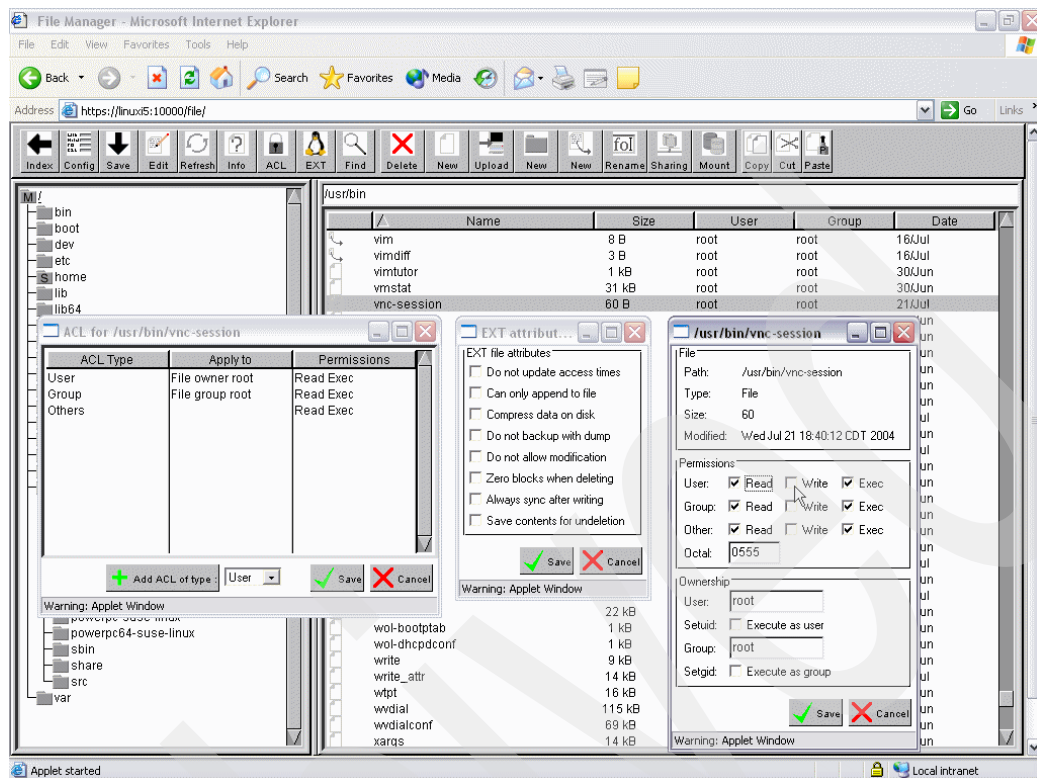 File Manager - Microsoft Internet Explorer
File Edit View Favorites Tools Help
Back Search Favorites Media
Address https://linuxi5:10000/file/ Go Links
Index Config Save Edit Refresh Info ACL EXT Find Delete New Upload New New Rename Sharing Mount Copy Cut Paste
M /
bin
boot
dev
etc
S home
lib
lib64
/usr/bin
Name Size User Group Date
vim 8 B root root 16/Jul
vimdiff 3 B root root 16/Jul
vimtutor 1 kB root root 30/Jun
vmstat 31 kB root root 30/Jun
vnc-session 60 B root root 21/Jul
ACL for /usr/bin/vnc-session
ACL Type Apply to Permissions
User File owner root Read Exec
Group File group root Read Exec
Others Read Exec
Add ACL of type : User Save Cancel
Warning: Applet Window
EXT attribut...
EXT file attributes
Do not update access times
Can only append to file
Compress data on disk
Do not backup with dump
Do not allow modification
Zero blocks when deleting
Always sync after writing
Save contents for undeletion
Save Cancel
Warning: Applet Window
/usr/bin/vnc-session
File
Path: /usr/bin/vnc-session
Type: File
Size: 60
Modified: Wed Jul 21 18:40:12 CDT 2004
Permissions
User: Read Write Exec
Group: Read Write Exec
Other: Read Write Exec
Octal: 0555
Ownership
User: root
Setuid: Execute as user
Group: root
Setgid: Execute as group
Save Cancel
Warning: Applet Window
powerpc64-suse-linux
sbin
share
src
var
22 kB
wol-bootptab 1 kB
wol-dhcpdconf 1 kB
write 9 kB
write_attr 14 kB
wtpt 16 kB
wvdial 115 kB
wvdialconf 69 kB
xargs 14 kB
Applet started Local intranet